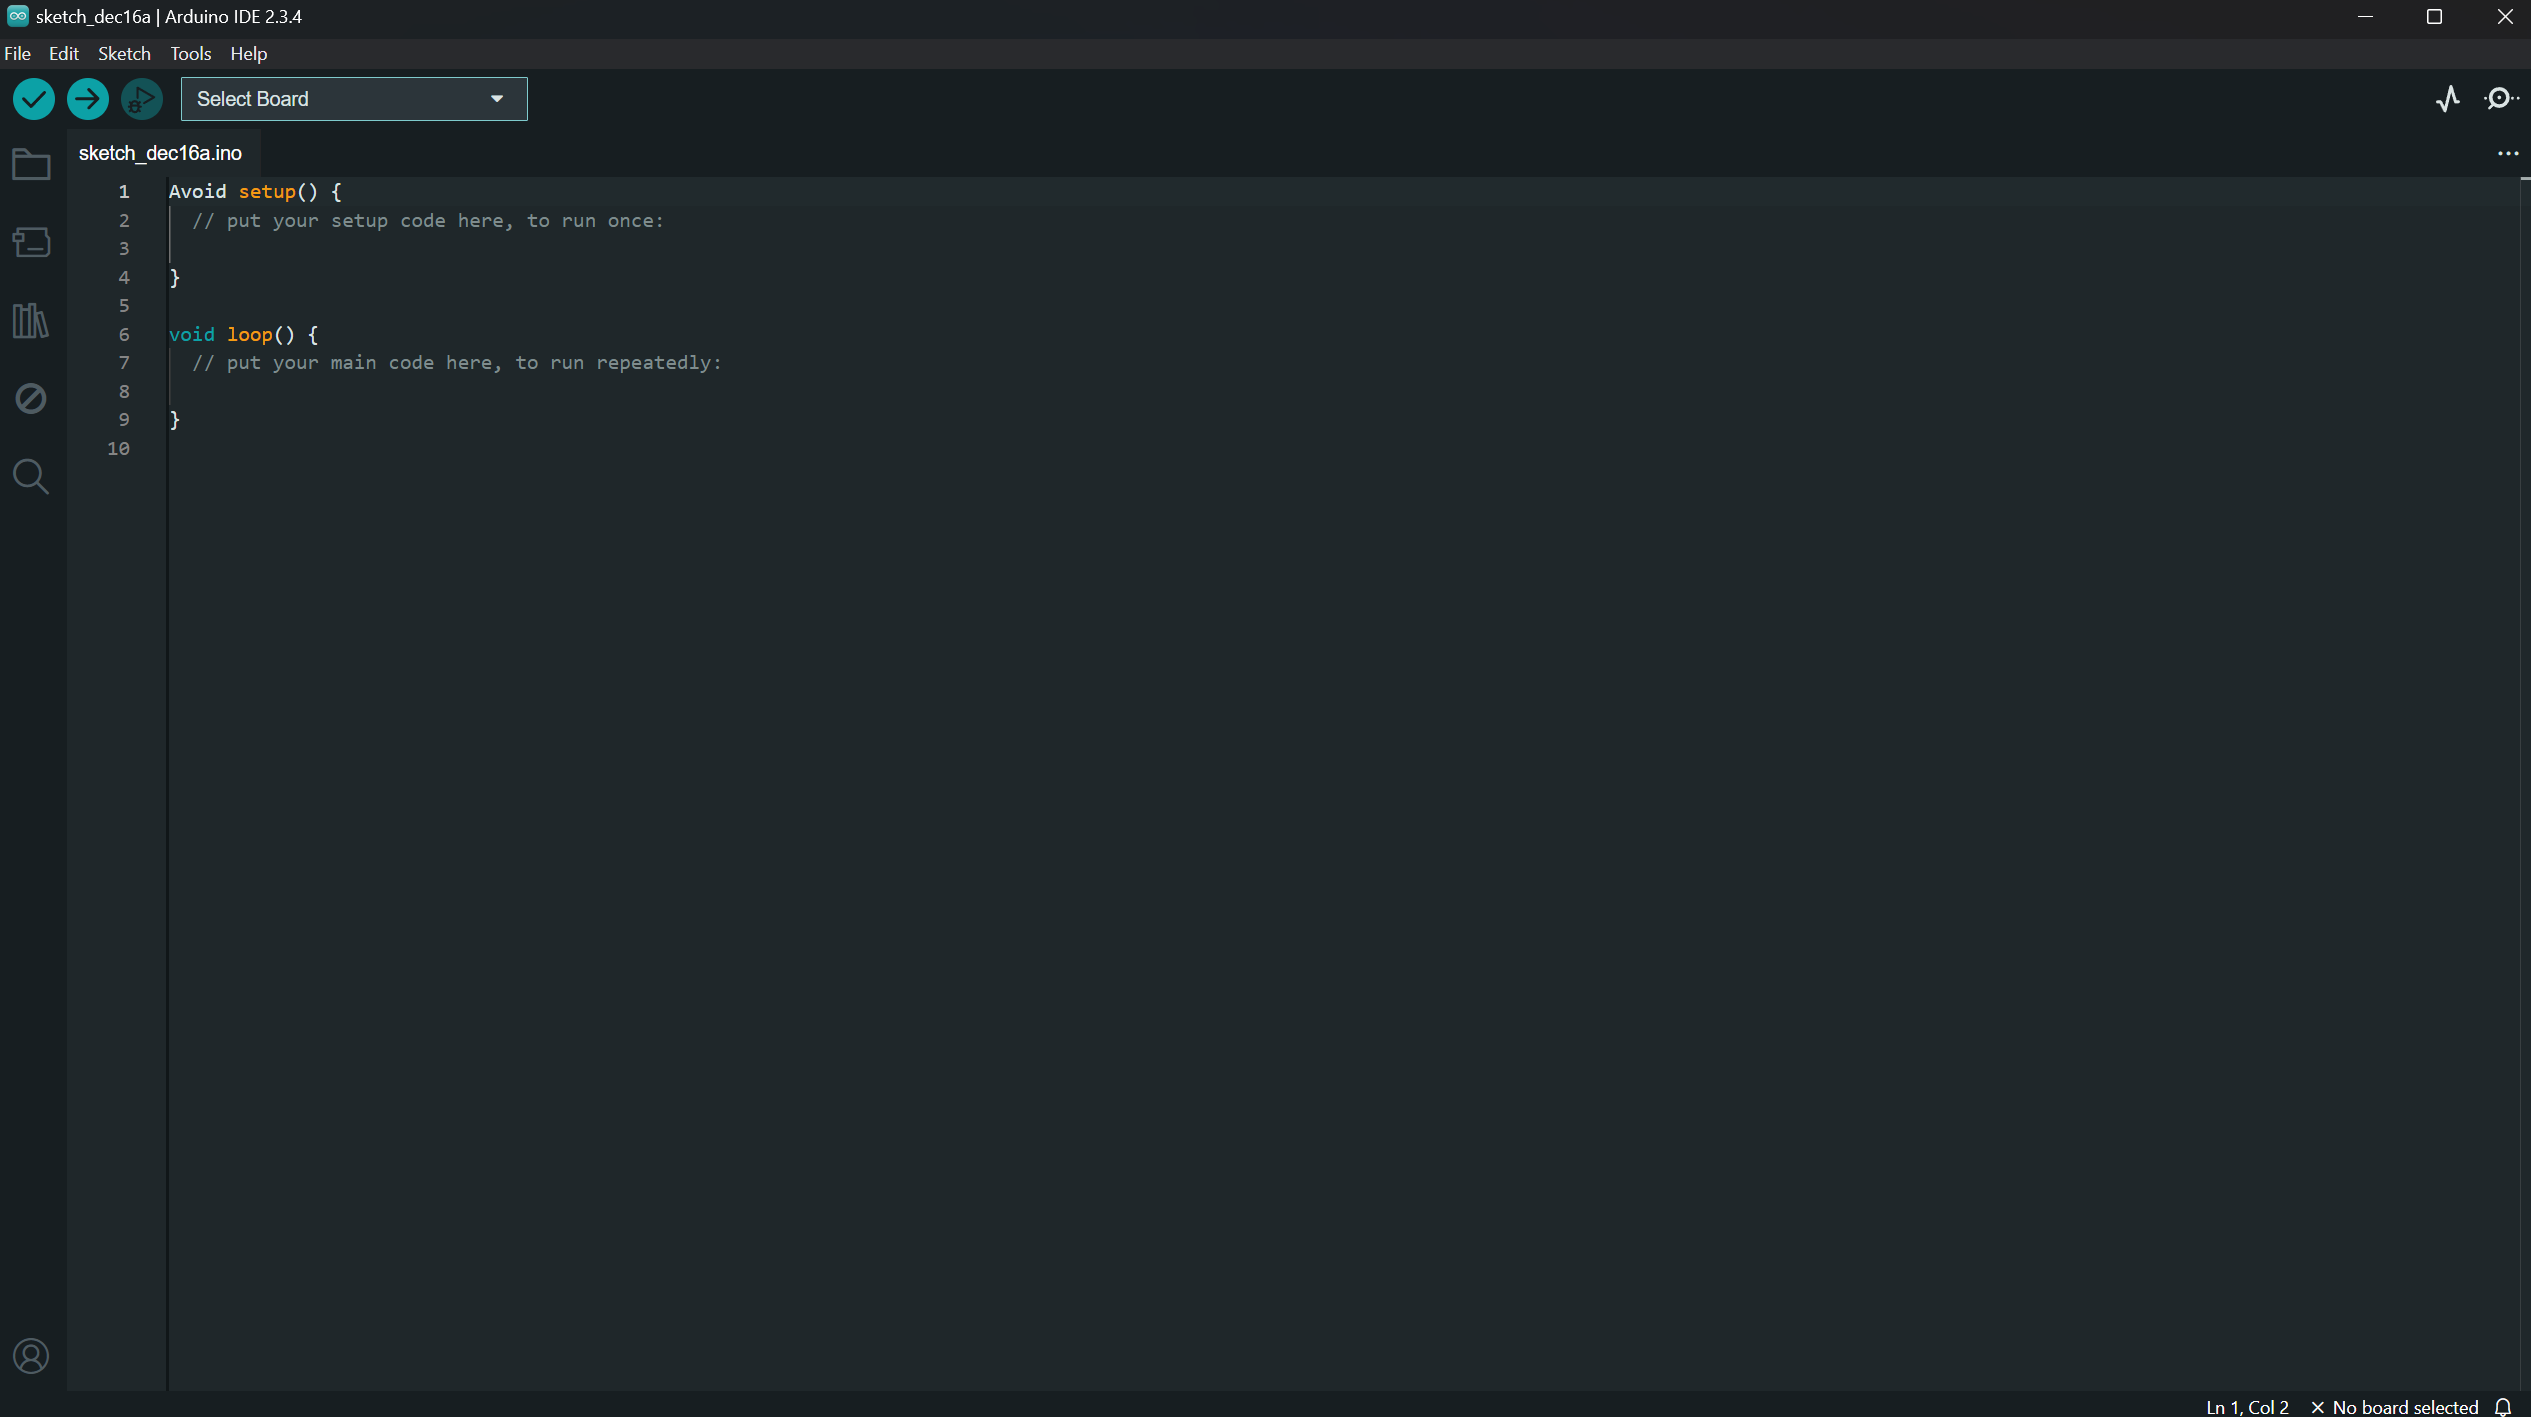 sketch_dec16a | Arduino IDE 2.3.4
File Edit Sketch Tools Help
Select Board
sketch_dec16a.ino
1 Avoid setup() {
2 // put your setup code here, to run once:
3
4 }
5
6 void loop() {
7 // put your main code here, to run repeatedly:
8
9 }
10
Ln 1, Col 2 × No board selected